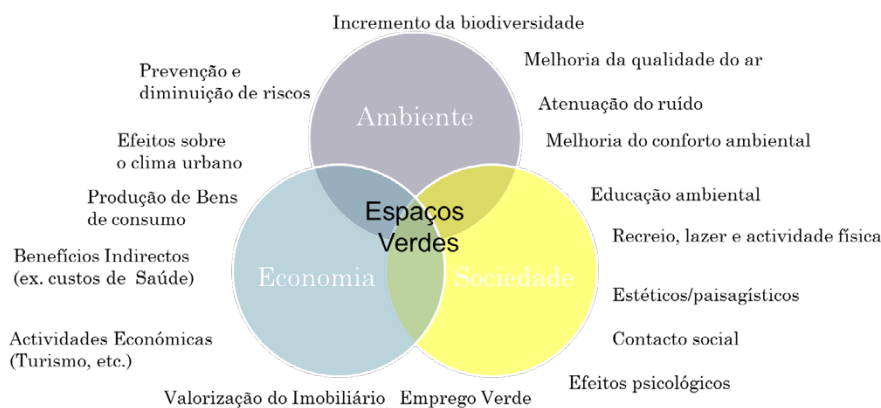 Incremento da biodiversidade
Melhoria da qualidade do ar
Prevenção e
diminuição de riscos
Atenuação do ruído
Ambiente
Melhoria do conforto ambiental
Efeitos sobre
o clima urbano
Educação ambiental
Produção de Bens
de consumo
Espaços
Verdes
Recreio, lazer e actividade física
Benefícios Indirectos
(ex. custos de Saúde)
Economia
Sociedade
Estéticos/paisagísticos
Actividades Económicas
(Turismo, etc.)
Contacto social
Efeitos psicológicos
Valorização do Imobiliário
Emprego Verde